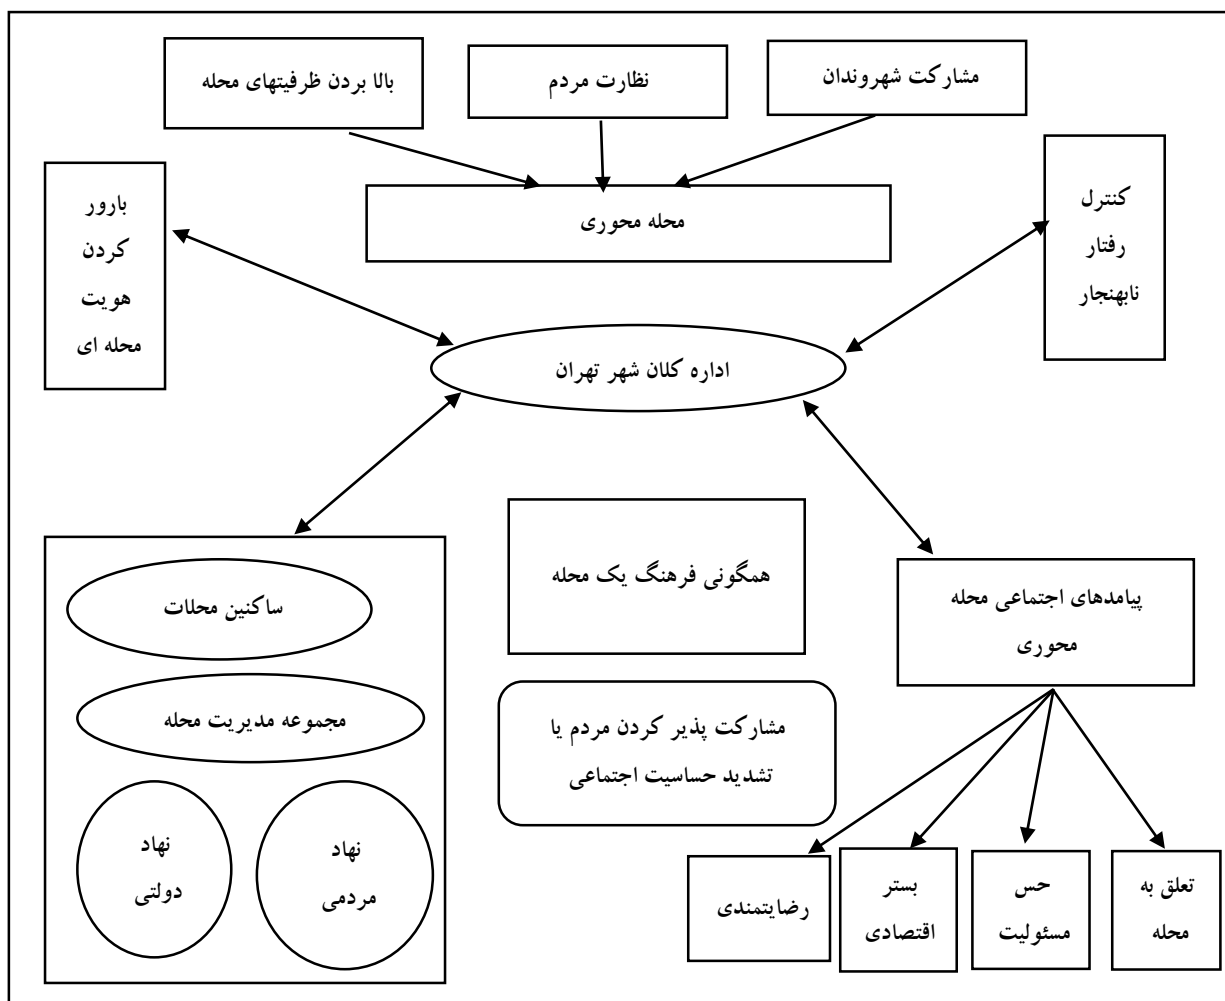 مشارکت شهروندان
نظارت مردم
بالا بردن ظرفیتهای محله
محله محوری
کنترل
رفتار
نابهنجار
بارور
کردن
هویت
محله ای
اداره کلان شهر تهران
همگونی فرهنگ یک محله
پیامدهای اجتماعی محله
محوری
ساکنین محلات
مجموعه مدیریت محله
نهاد
مردمی
نهاد
دولتی
مشارکت پذیر کردن مردم یا
تشدید حساسیت اجتماعی
تعلق به
محله
حس
مسئولیت
بستر
اقتصادی
رضایتمندی